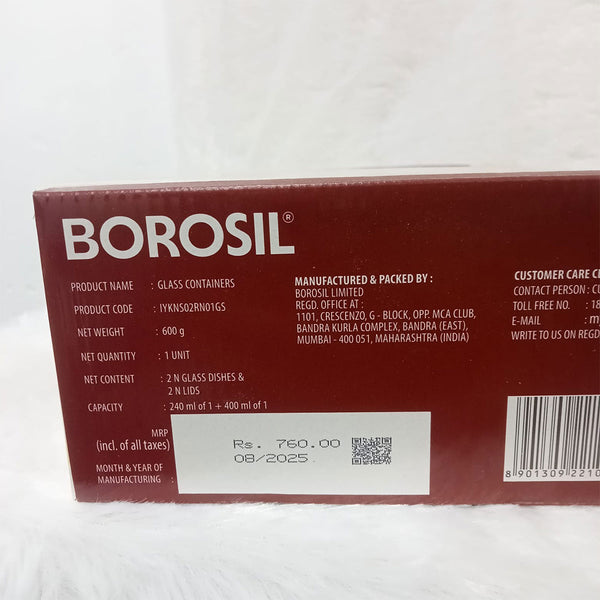 BOROSIL®
PRODUCT NAME : GLASS CONTAINERS
PRODUCT CODE : IYKNS02RN01GS
NET WEIGHT : 600 g
NET QUANTITY : 1 UNIT
NET CONTENT : 2 N GLASS DISHES &
2 N LIDS
CAPACITY : 240 ml of 1 + 400 ml of 1
MRP
(incl. of all taxes)
Rs. 760.00
08/2025
MONTH & YEAR OF
MANUFACTURING :
MANUFACTURED & PACKED BY :
BOROSIL LIMITED
REGD. OFFICE AT :
1101, CRESCENZO, G - BLOCK, OPP. MCA CLUB,
BANDRA KURLA COMPLEX, BANDRA (EAST),
MUMBAI - 400 051, MAHARASHTRA (INDIA)
CUSTOMER CARE CE
CONTACT PERSON : CU
TOLL FREE NO. : 18
E-MAIL : m
WRITE TO US ON REGD
8 901309 2210